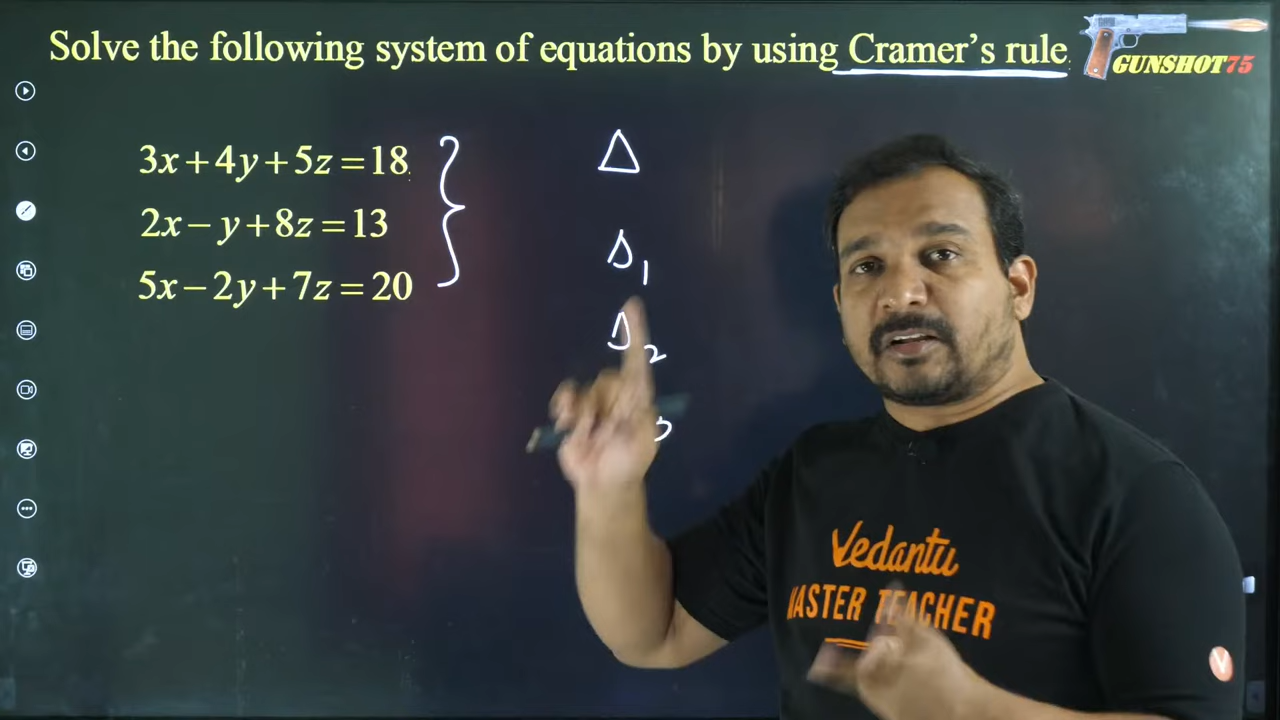 Solve the following system of equations by using Cramer's rule
GUNSHOT75
3x+4y+5z=18
2x−y+8z=13
5x−2y+7z=20
Δ
Δ1
Δ2
Vedantu
MASTER TEACHER
V